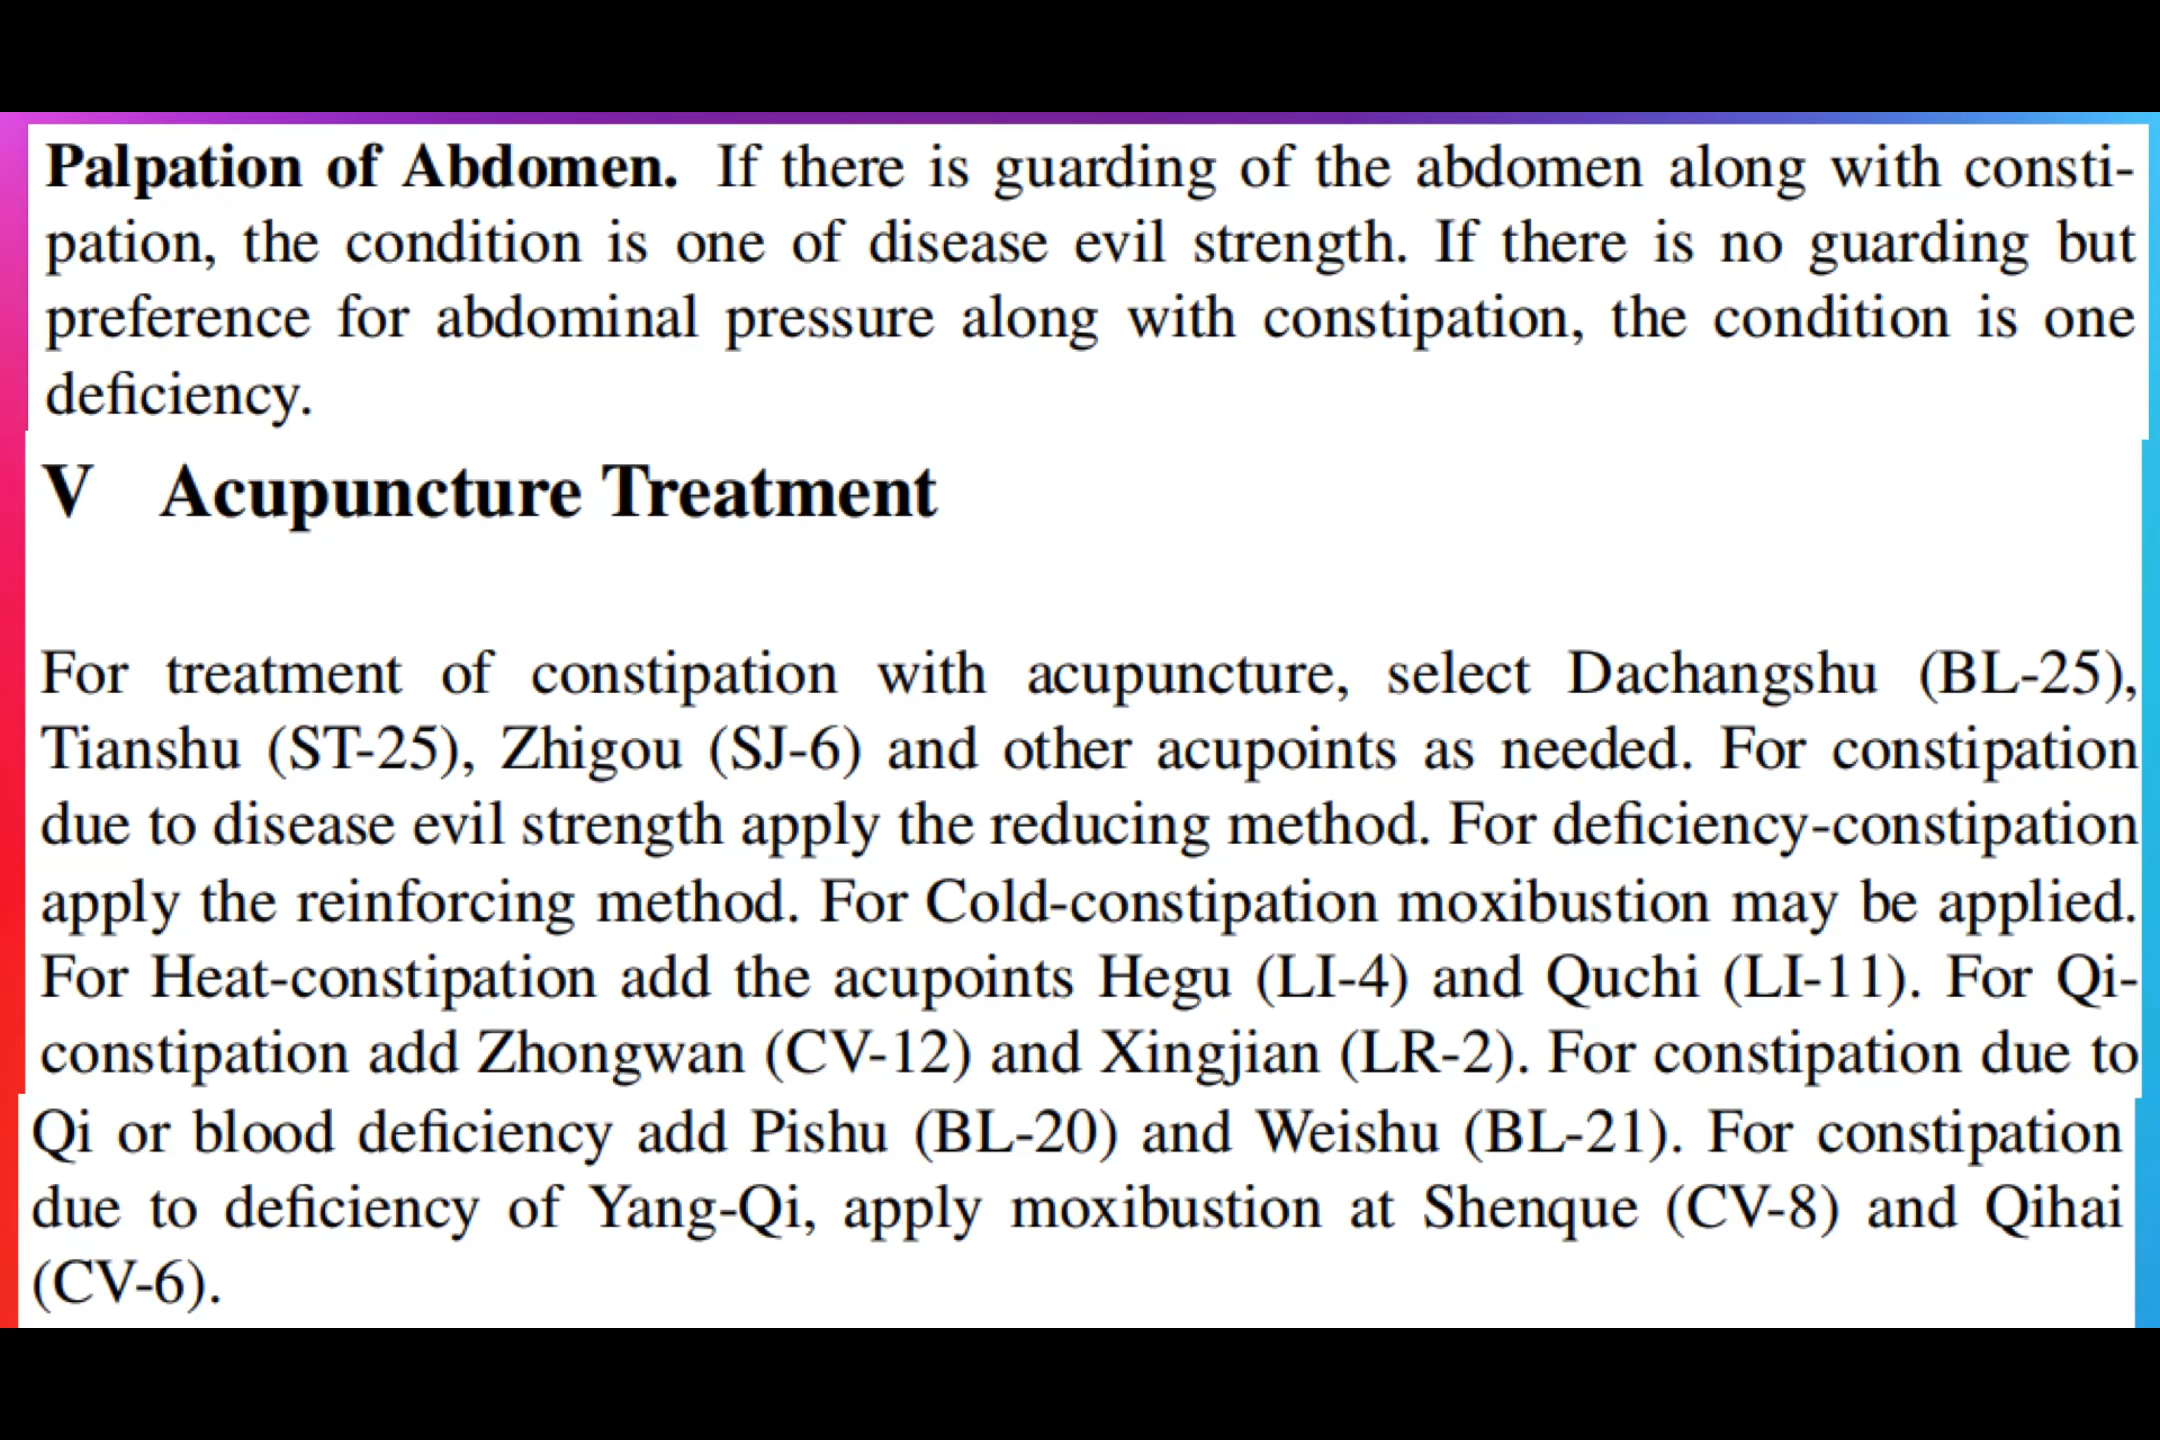 Palpation of Abdomen. If there is guarding of the abdomen along with consti-
pation, the condition is one of disease evil strength. If there is no guarding but
preference for abdominal pressure along with constipation, the condition is one
deficiency.
V Acupuncture Treatment
For treatment of constipation with acupuncture, select Dachangshu (BL-25),
Tianshu (ST-25), Zhigou (SJ-6) and other acupoints as needed. For constipation
due to disease evil strength apply the reducing method. For deficiency-constipation
apply the reinforcing method. For Cold-constipation moxibustion may be applied.
For Heat-constipation add the acupoints Hegu (LI-4) and Quchi (LI-11). For Qi-
constipation add Zhongwan (CV-12) and Xingjian (LR-2). For constipation due to
Qi or blood deficiency add Pishu (BL-20) and Weishu (BL-21). For constipation
due to deficiency of Yang-Qi, apply moxibustion at Shenque (CV-8) and Qihai
(CV-6).